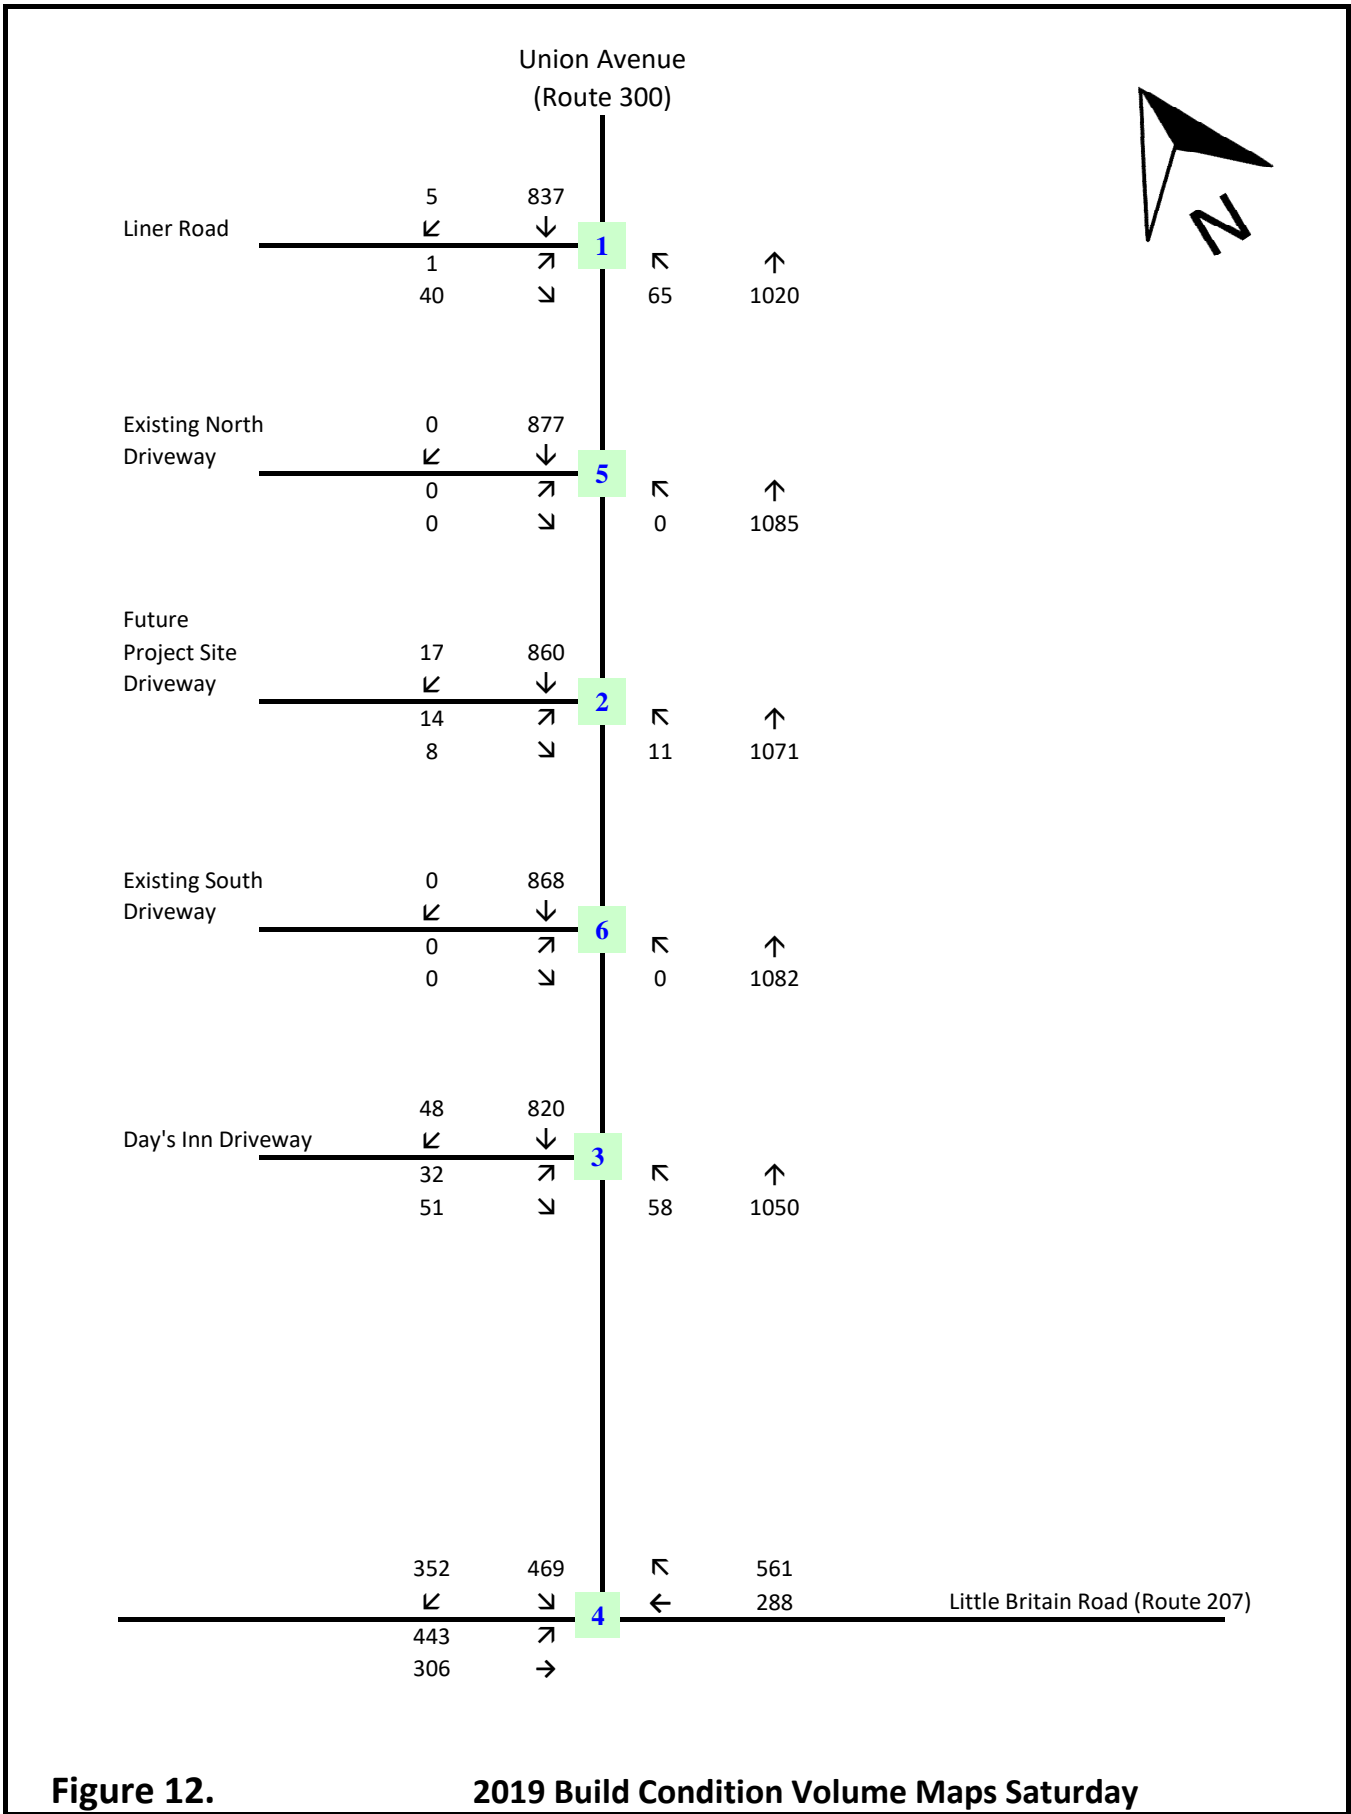 Union Avenue
(Route 300)
N
5 837
Liner Road ↙ ↓
1
1 ↗ ↖ ↑
40 ↘ 65 1020
Existing North 0 877
Driveway ↙ ↓
5
0 ↗ ↖ ↑
0 ↘ 0 1085
Future
Project Site 17 860
Driveway ↙ ↓
2
14 ↗ ↖ ↑
8 ↘ 11 1071
Existing South 0 868
Driveway ↙ ↓
6
0 ↗ ↖ ↑
0 ↘ 0 1082
48 820
Day's Inn Driveway ↙ ↓
3
32 ↗ ↖ ↑
51 ↘ 58 1050
352 469 ↖ 561
↙ ↘ ← 288 Little Britain Road (Route 207)
4
443 ↗
306 →
Figure 12. 2019 Build Condition Volume Maps Saturday